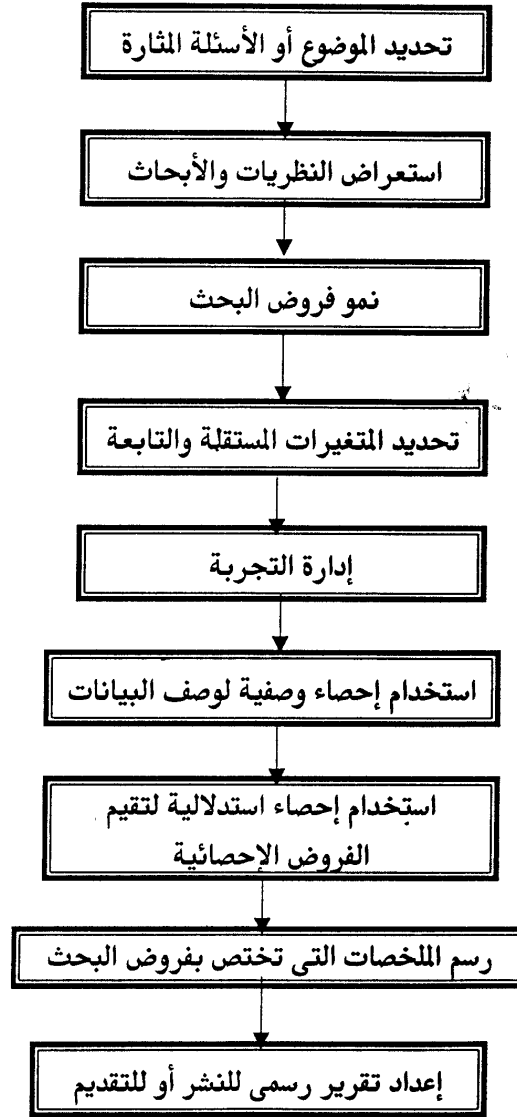 تحديد الموضوع أو الأسئلة المثارة
استعراض النظريات والأبحاث
نمو فروض البحث
تحديد المتغيرات المستقلة والتابعة
إدارة التجربة
استخدام إحصاء وصفية لوصف البيانات
استخدام إحصاء استدلالية لتقيم
الفروض الإحصائية
رسم الملخصات التى تختص بفروض البحث
إعداد تقرير رسمى للنشر أو للتقديم